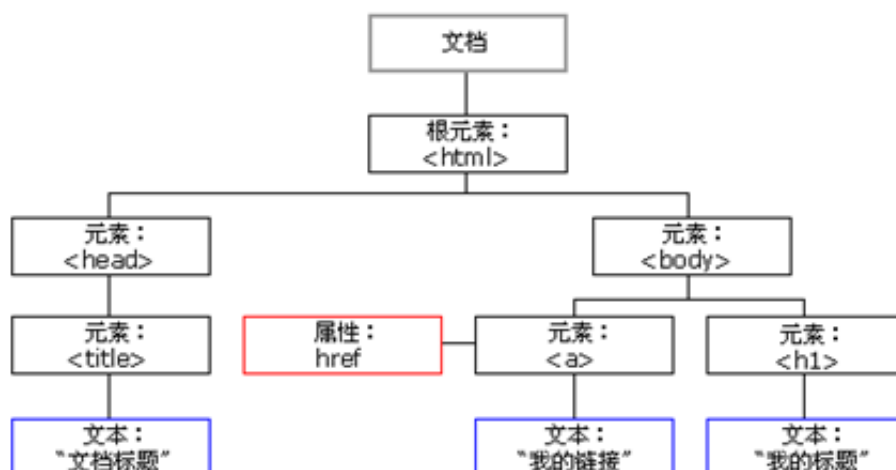 文档
根元素：
<html>
元素：
<head>
元素：
<body>
元素：
<title>
属性：
href
元素：
<a>
元素：
<h1>
文本：
“文档标题”
文本：
“我的链接”
文本：
“我的标题”